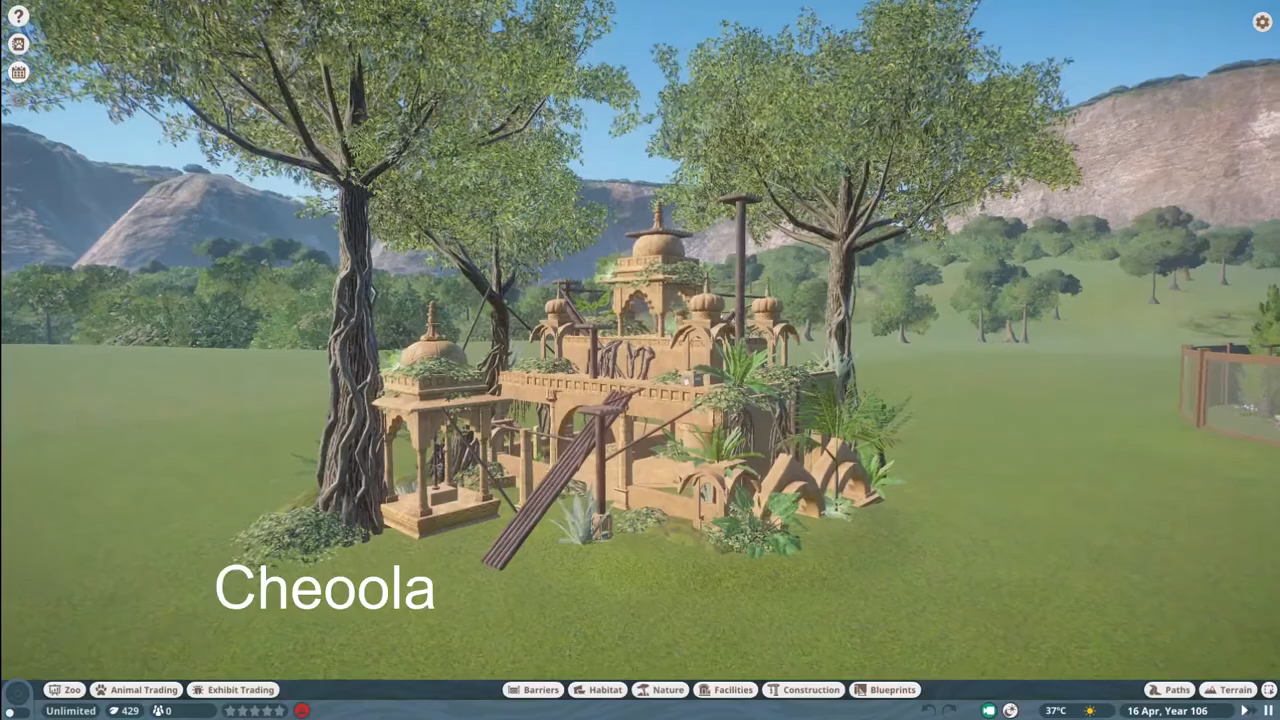 ?
Cheoola
Zoo
Animal Trading
Exhibit Trading
Barriers
Habitat
Nature
Facilities
Construction
Blueprints
Paths
Terrain
Unlimited
429
0
37°C
16 Apr, Year 106